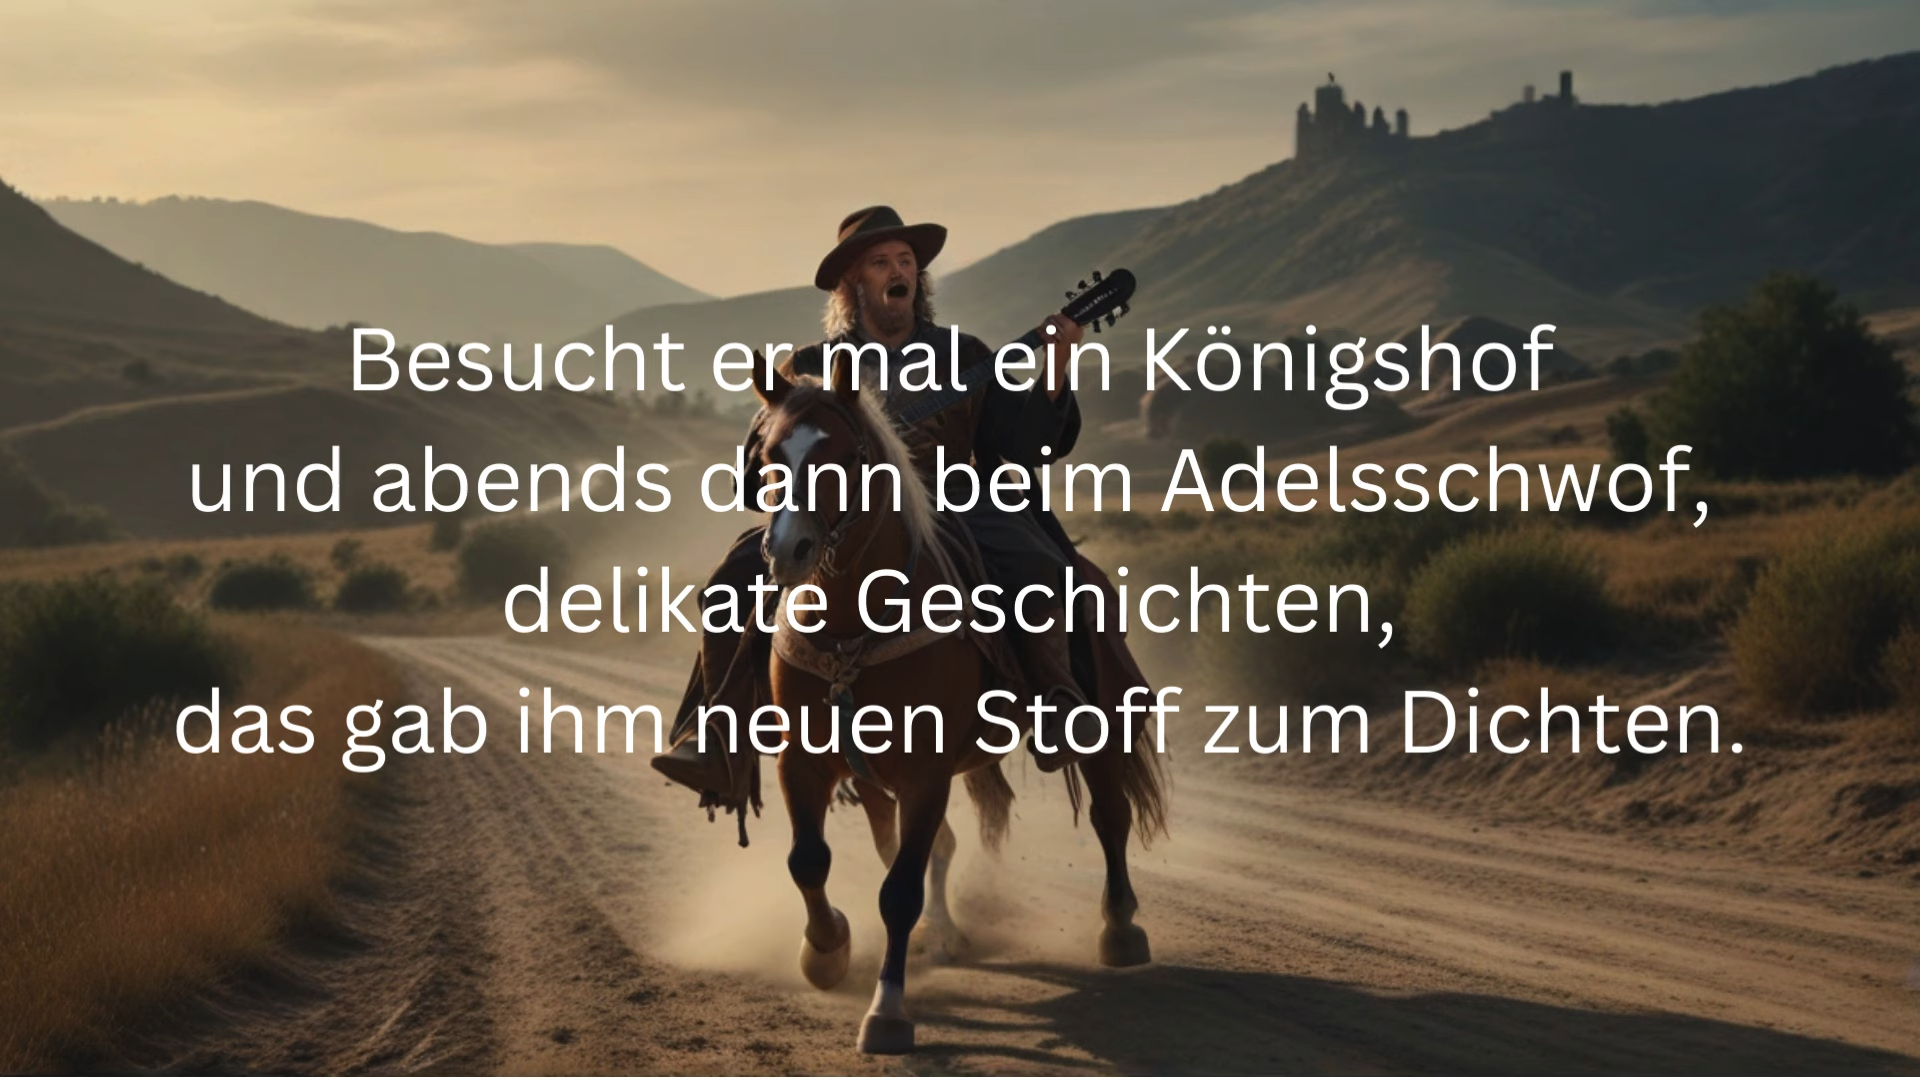 Besucht er mal ein Königshof
und abends dann beim Adelsschwof,
delikate Geschichten,
das gab ihm neuen Stoff zum Dichten.